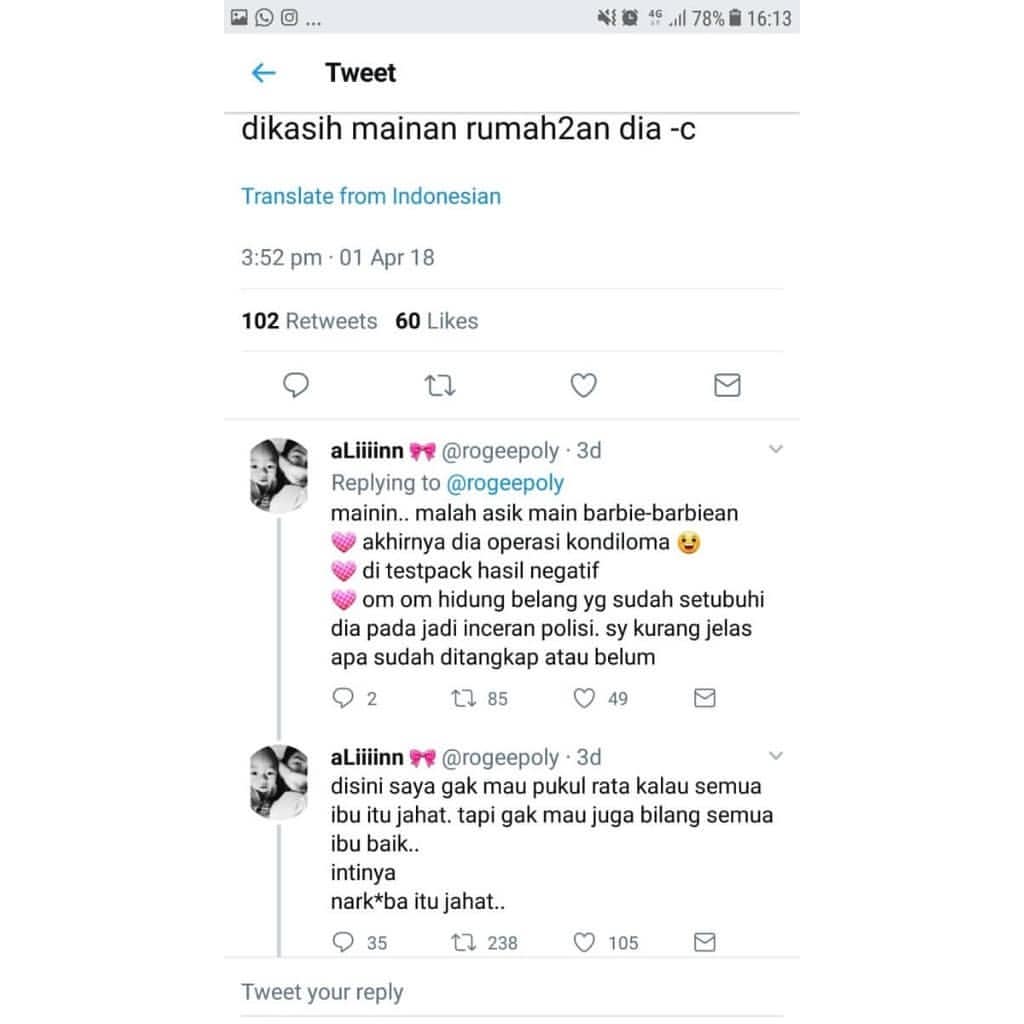 ... 4G 78% 16:13
Tweet
dikasih mainan rumah2an dia -c
Translate from Indonesian
3:52 pm · 01 Apr 18
102 Retweets 60 Likes
aLiiiinn 🎀 @rogeepoly · 3d
Replying to @rogeepoly
mainin.. malah asik main barbie-barbiean
💟 akhirnya dia operasi kondiloma 😃
💟 di testpack hasil negatif
💟 om om hidung belang yg sudah setubuhi
dia pada jadi inceran polisi. sy kurang jelas
apa sudah ditangkap atau belum
2 85 49
aLiiiinn 🎀 @rogeepoly · 3d
disini saya gak mau pukul rata kalau semua
ibu itu jahat. tapi gak mau juga bilang semua
ibu baik..
intinya
nark*ba itu jahat..
35 238 105
Tweet your reply